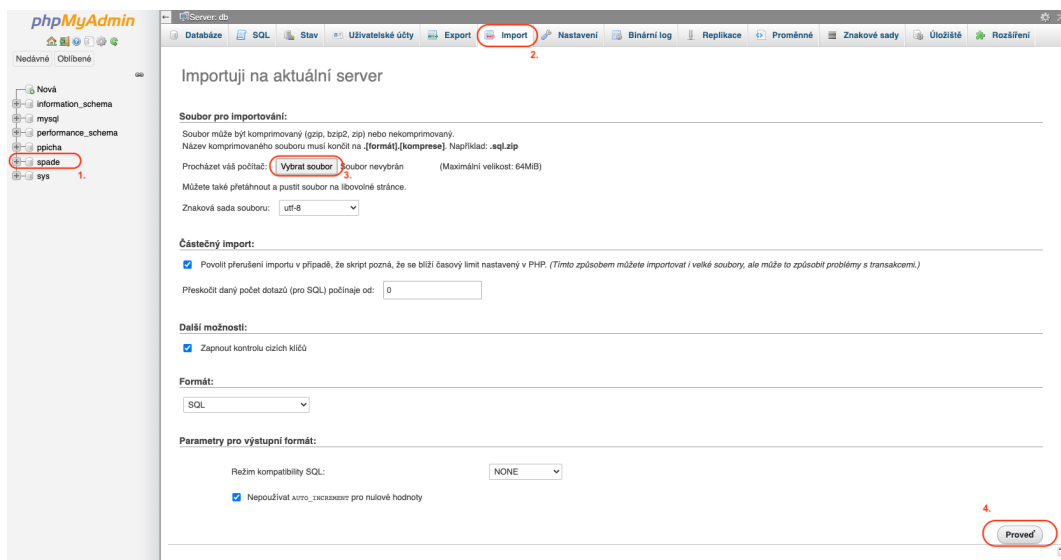 phpMyAdmin
Nedávné Oblíbené
Nová
information_schema
mysql
performance_schema
ppicha
spade
1.
sys
Server: db
Databáze SQL Stav Uživatelské účty Export Import Nastavení Binární log Replikace Proměnné Znakové sady Úložiště Rozšíření
2.
Importuji na aktuální server
Soubor pro importování:
Soubor může být komprimovaný (gzip, bzip2, zip) nebo nekomprimovaný.
Název komprimovaného souboru musí končit na .[formát].[komprese]. Například: .sql.zip
Procházet váš počítač: Vybrat soubor Soubor nevybrán (Maximální velikost: 64MiB)
3.
Můžete také přetáhnout a pustit soubor na libovolné stránce.
Znaková sada souboru: utf-8
Částečný import:
Povolit přerušení importu v případě, že skript pozná, že se blíží časový limit nastavený v PHP. (Tímto způsobem můžete importovat i velké soubory, ale může to způsobit problémy s transakcemi.)
Přeskočit daný počet dotazů (pro SQL) počínaje od: 0
Další možnosti:
Zapnout kontrolu cizích klíčů
Formát:
SQL
Parametry pro výstupní formát:
Režim kompatibility SQL: NONE
Nepoužívat AUTO_INCREMENT pro nulové hodnoty
4.
Proveď